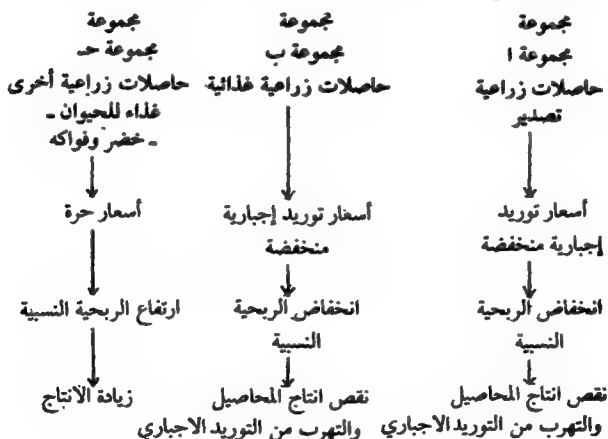 مجموعة
مجموعة ا
حاصلات زراعية
تصدير
أسعار توريد
إجبارية منخفضة
انخفاض الربحية
النسبية
نقص انتاج المحاصيل
والتهرب من التوريد الاجباري
مجموعة
مجموعة ب
حاصلات زراعية غذائية
أسعار توريد إجبارية
منخفضة
انخفاض الربحية
النسبية
نقص انتاج المحاصيل
والتهرب من التوريد الاجباري
مجموعة
مجموعة حـ
حاصلات زراعية أخرى
غذاء للحيوان -
- خضر وفواكه
أسعار حرة
ارتفاع الربحية النسبية
زيادة الانتاج